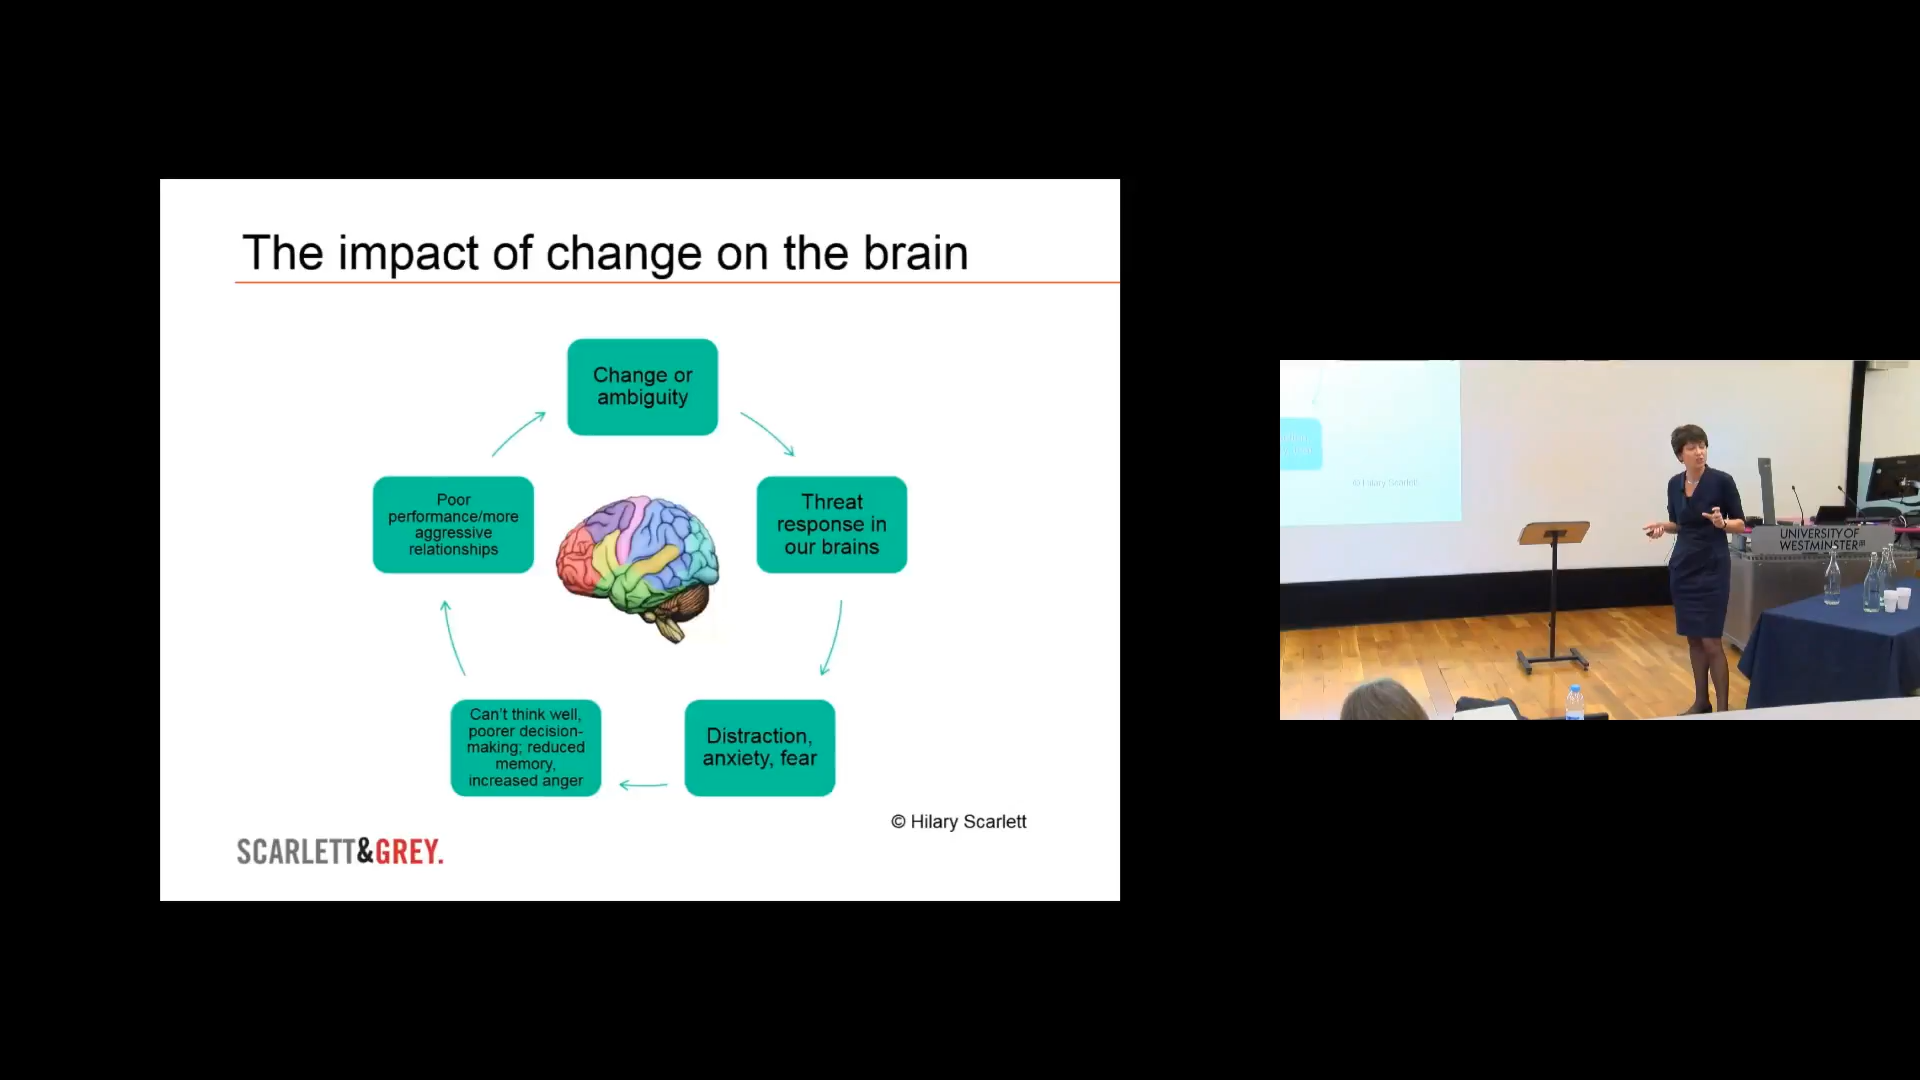 The impact of change on the brain
Change or
ambiguity
Threat
response in
our brains
Distraction,
anxiety, fear
Can't think well,
poorer decision-
making; reduced
memory,
increased anger
Poor
performance/more
aggressive
relationships
© Hilary Scarlett
SCARLETT&GREY.
© Hilary Scarlett
UNIVERSITY OF
WESTMINSTER